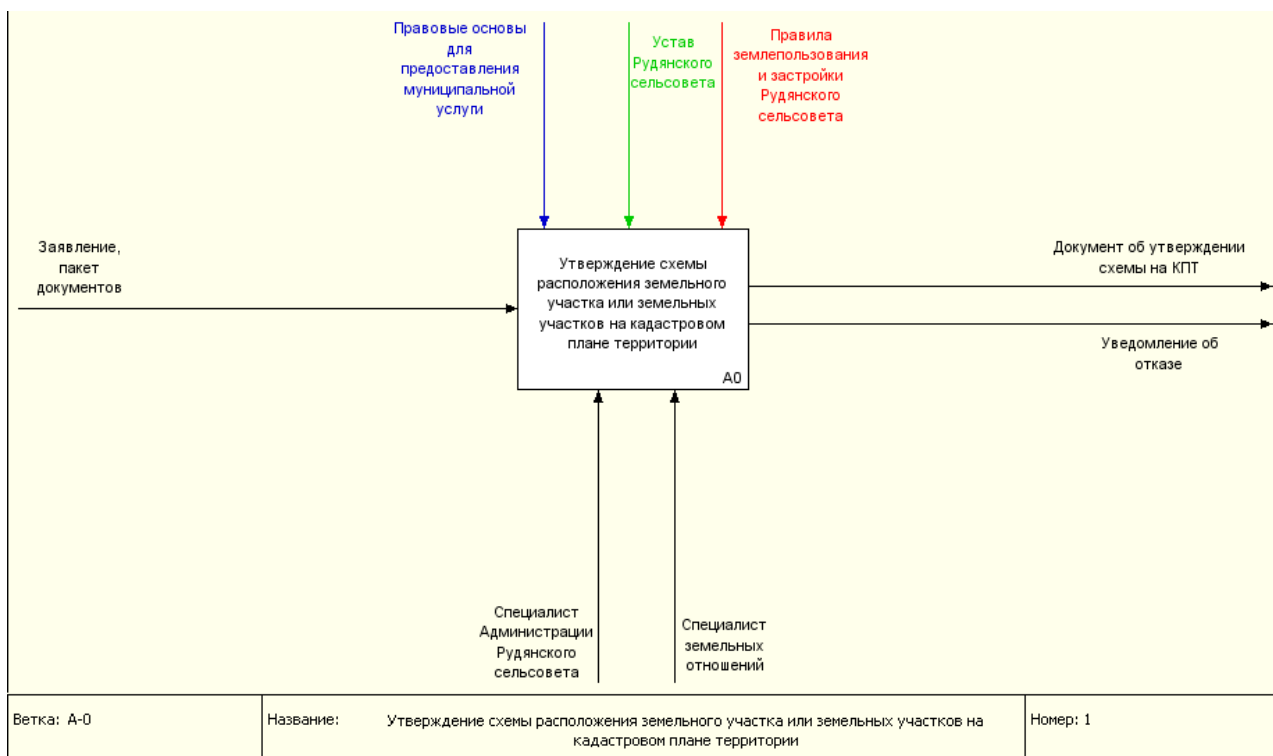 Правовые основы
для
предоставления
муниципальной
услуги
Устав
Рудянского
сельсовета
Правила
землепользования
и застройки
Рудянского
сельсовета
Заявление,
пакет
документов
Утверждение схемы
расположения земельного
участка или земельных
участков на кадастровом
плане территории
A0
Документ об утверждении
схемы на КПТ
Уведомление об
отказе
Специалист
Администрации
Рудянского
сельсовета
Специалист
земельных
отношений
Ветка: A-0
Название:
Утверждение схемы расположения земельного участка или земельных участков на
кадастровом плане территории
Номер: 1